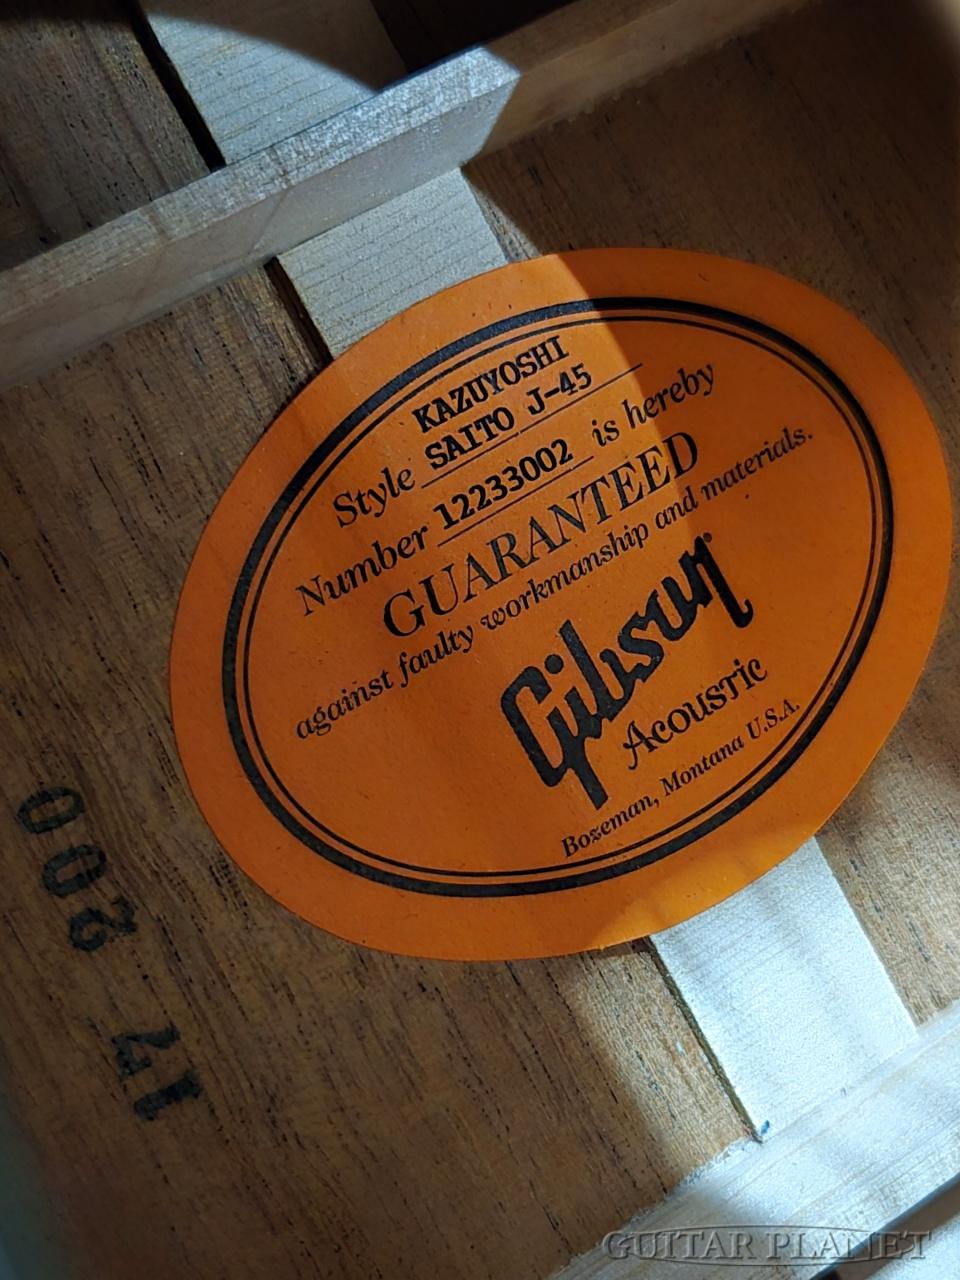 KAZUYOSHI
Style SAITO J-45
Number 12233002 is hereby
GUARANTEED
against faulty workmanship and materials.
Gibson
Acoustic
Bozeman, Montana U.S.A.
17 200
GUITAR PLANET